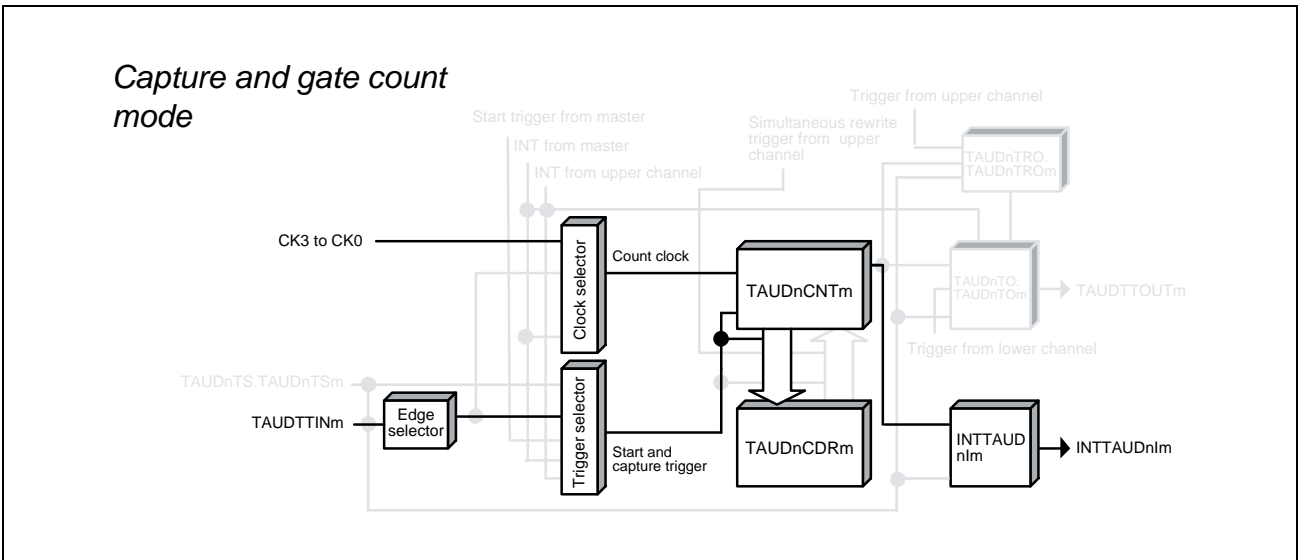 Capture and gate count
mode
Trigger from upper channel
Start trigger from master
Simultaneous rewrite
trigger from upper
channel
INT from master
INT from upper channel
TAUDnTRO.
TAUDnTROm
CK3 to CK0
Clock selector
Count clock
TAUDnCNTm
TAUDnTO.
TAUDnTOm
TAUDTTOUTm
Trigger from lower channel
TAUDnTS.TAUDnTSm
TAUDTTINm
Edge
selector
Trigger selector
Start and
capture trigger
TAUDnCDRm
INTTAUD
nIm
INTTAUDnIm